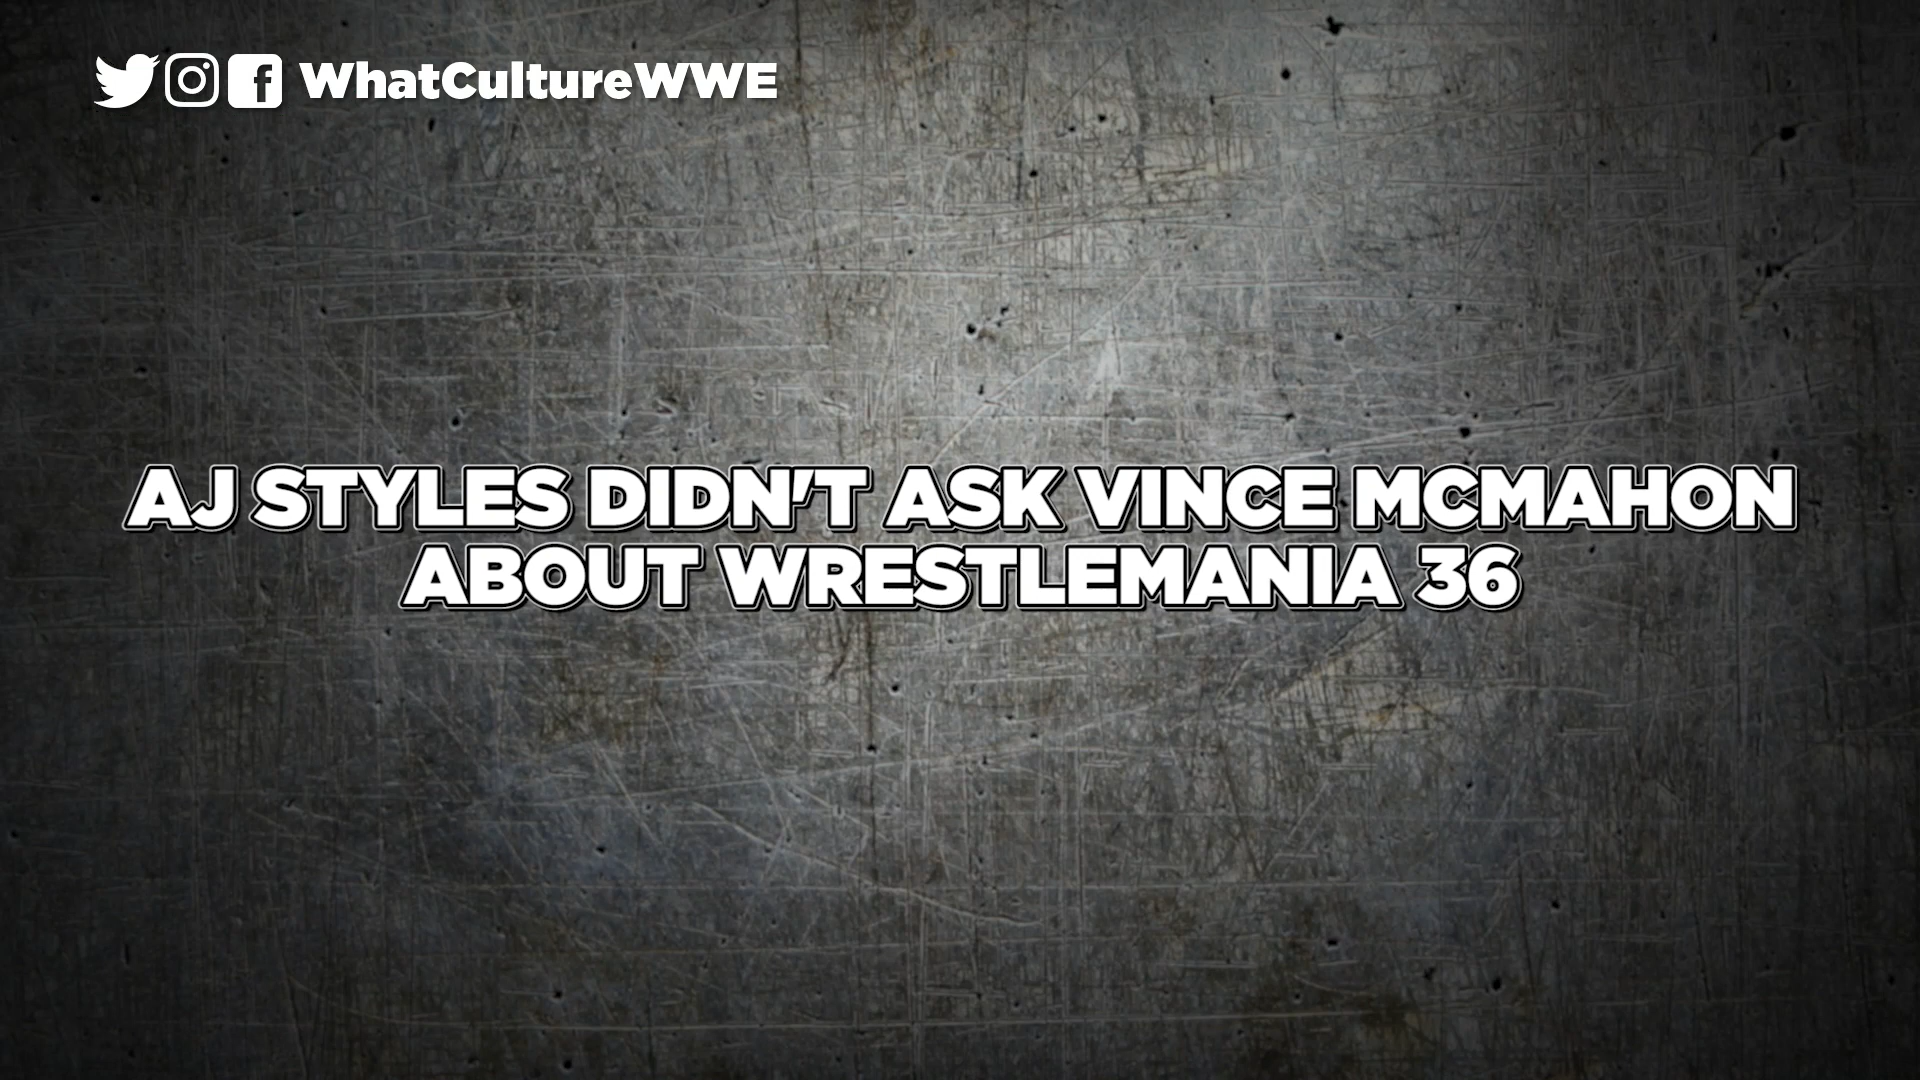 WhatCultureWWE
AJ STYLES DIDN'T ASK VINCE MCMAHON
ABOUT WRESTLEMANIA 36